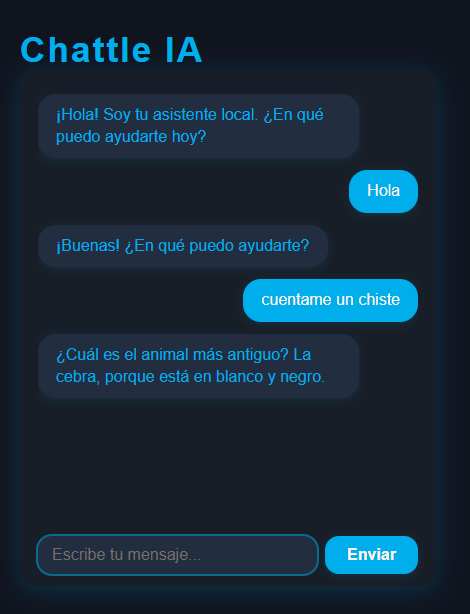 Chattle IA
¡Hola! Soy tu asistente local. ¿En qué
puedo ayudarte hoy?
Hola
¡Buenas! ¿En qué puedo ayudarte?
cuentame un chiste
¿Cuál es el animal más antiguo? La
cebra, porque está en blanco y negro.
Escribe tu mensaje...
Enviar